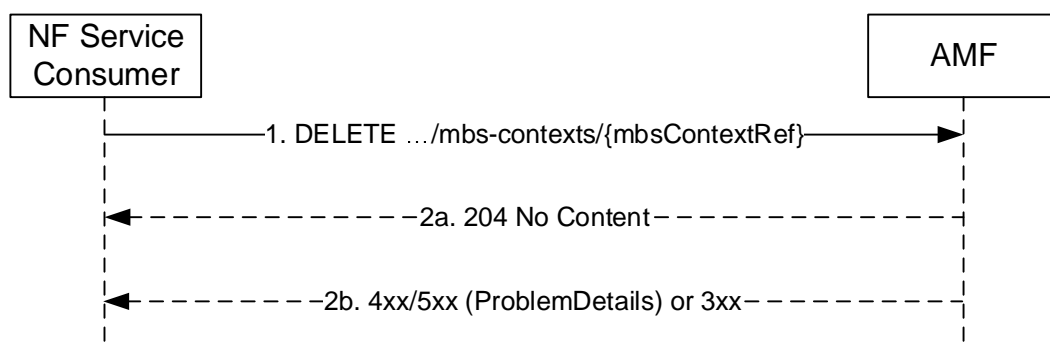 NF Service
Consumer
AMF
1. DELETE …/mbs-contexts/{mbsContextRef}
2a. 204 No Content
2b. 4xx/5xx (ProblemDetails) or 3xx